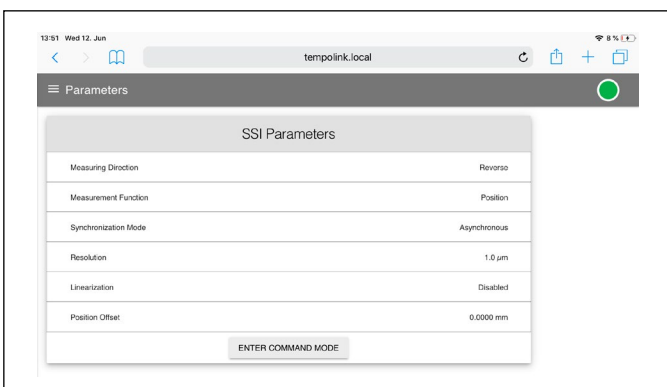 13:51 Wed 12. Jun 8 %
tempolink.local
Parameters
SSI Parameters
Measuring Direction Reverse
Measurement Function Position
Synchronization Mode Asynchronous
Resolution 1.0 µm
Linearization Disabled
Position Offset 0.0000 mm
ENTER COMMAND MODE